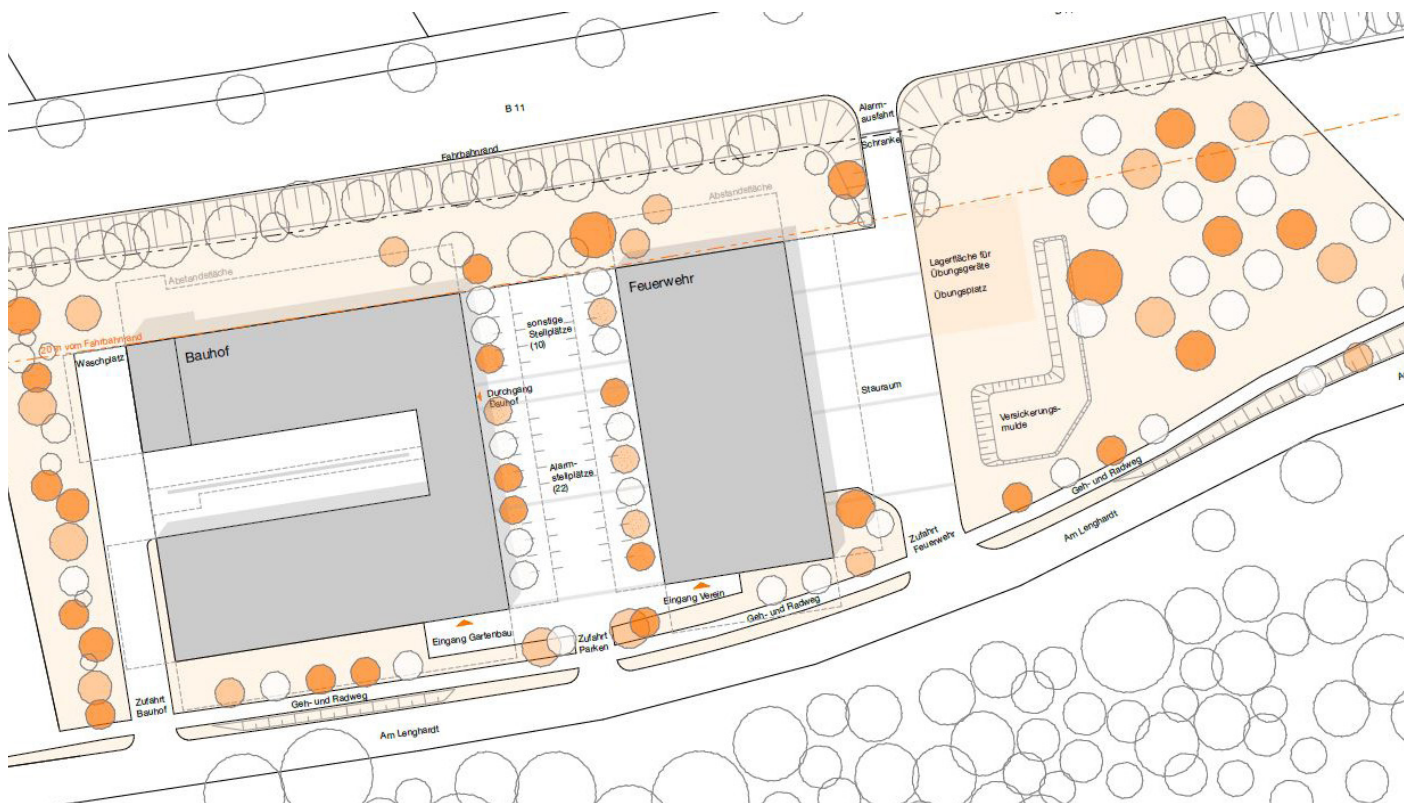 B 11
Alarm-
ausfahrt
Schranke
Fahrbahnrand
Abstandsfläche
Abstandsfläche
Lagerfläche für
Übungsgeräte
Übungsplatz
Feuerwehr
sonstige
Stellplätze
(10)
20 m vom Fahrbahnrand
Waschplatz
Bauhof
Durchgang
Bauhof
Stauraum
Versickerungs-
mulde
Alarm-
stellplätze
(22)
Geh- und Radweg
Am Lenghardt
Zufahrt
Feuerwehr
Eingang Verein
Geh- und Radweg
Eingang Gartenbau
Zufahrt
Parken
Zufahrt
Bauhof
Geh- und Radweg
Am Lenghardt